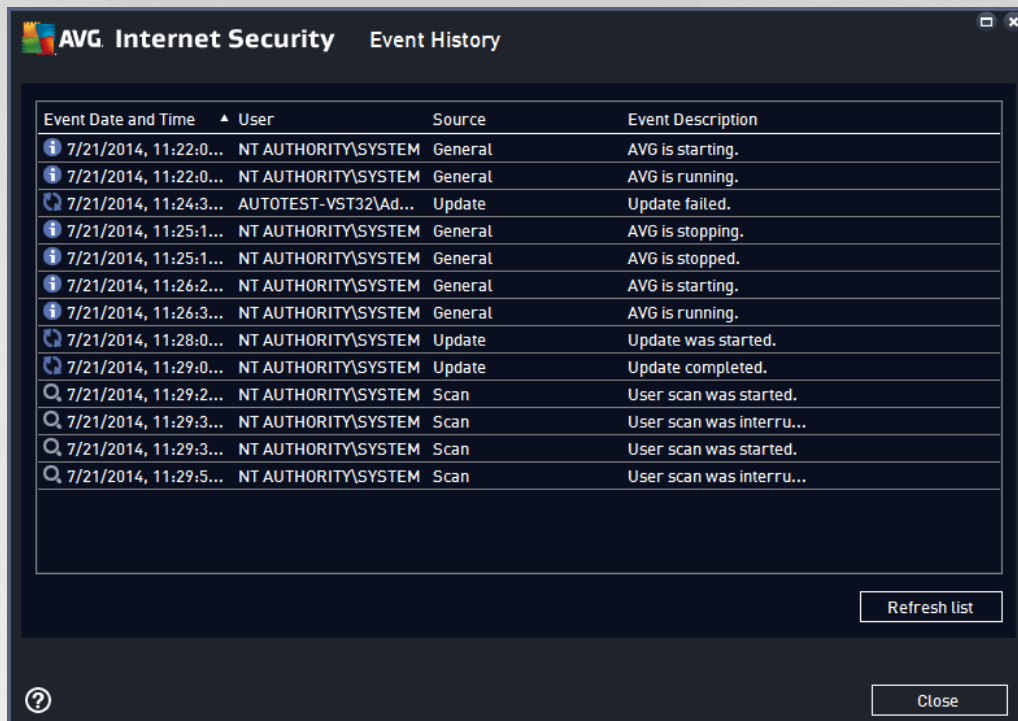 AVG. Internet Security Event History
Event Date and Time User Source Event Description
7/21/2014, 11:22:0... NT AUTHORITY\SYSTEM General AVG is starting.
7/21/2014, 11:22:0... NT AUTHORITY\SYSTEM General AVG is running.
7/21/2014, 11:24:3... AUTOTEST-VST32\Ad... Update Update failed.
7/21/2014, 11:25:1... NT AUTHORITY\SYSTEM General AVG is stopping.
7/21/2014, 11:25:1... NT AUTHORITY\SYSTEM General AVG is stopped.
7/21/2014, 11:26:2... NT AUTHORITY\SYSTEM General AVG is starting.
7/21/2014, 11:26:3... NT AUTHORITY\SYSTEM General AVG is running.
7/21/2014, 11:28:0... NT AUTHORITY\SYSTEM Update Update was started.
7/21/2014, 11:29:0... NT AUTHORITY\SYSTEM Update Update completed.
7/21/2014, 11:29:2... NT AUTHORITY\SYSTEM Scan User scan was started.
7/21/2014, 11:29:3... NT AUTHORITY\SYSTEM Scan User scan was interru...
7/21/2014, 11:29:3... NT AUTHORITY\SYSTEM Scan User scan was started.
7/21/2014, 11:29:5... NT AUTHORITY\SYSTEM Scan User scan was interru...
Refresh list
Close